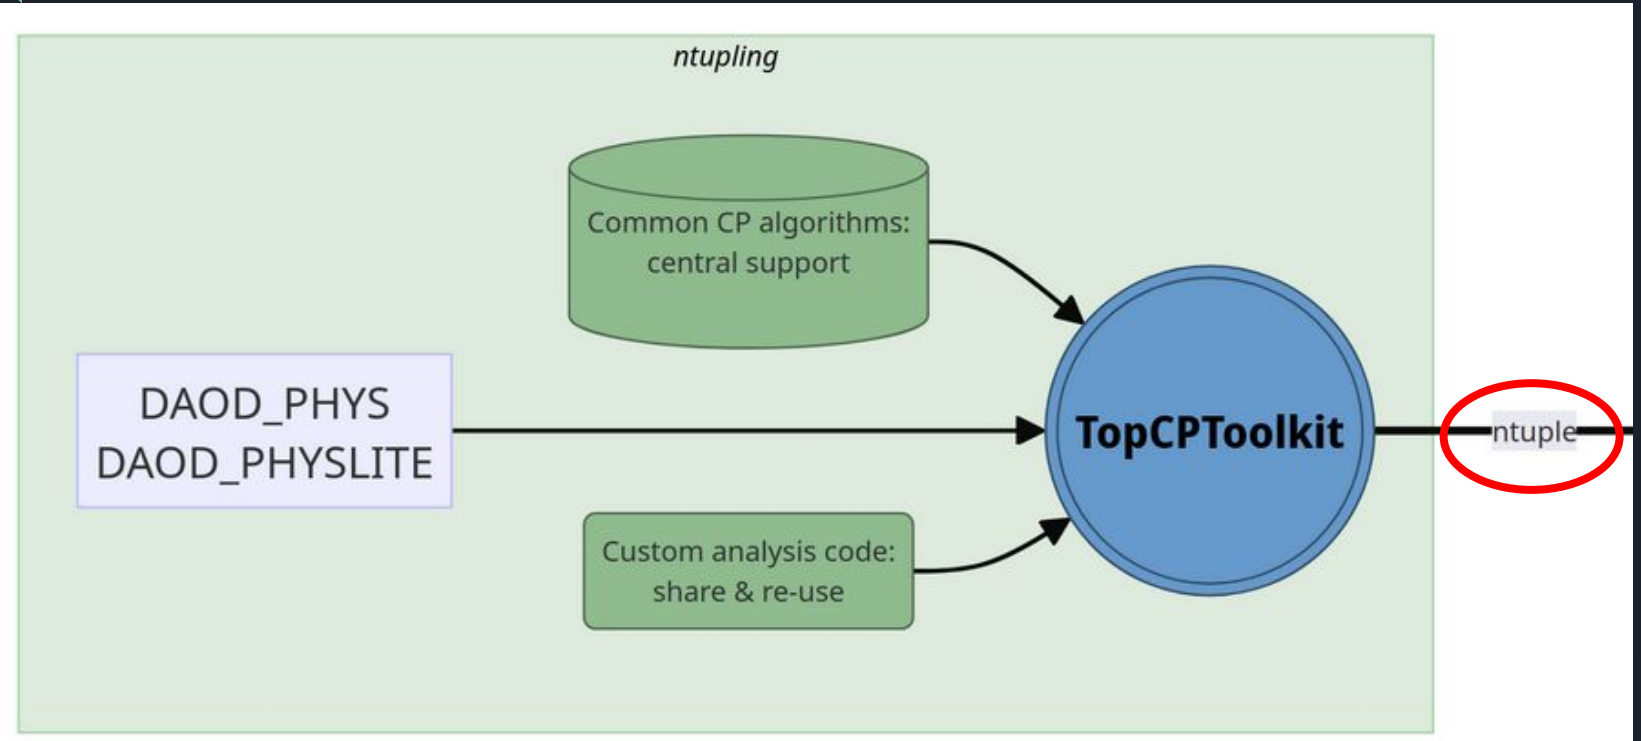 ntupling
Common CP algorithms:
central support
DAOD_PHYS
DAOD_PHYSLITE
TopCPToolkit
ntuple
Custom analysis code:
share & re-use